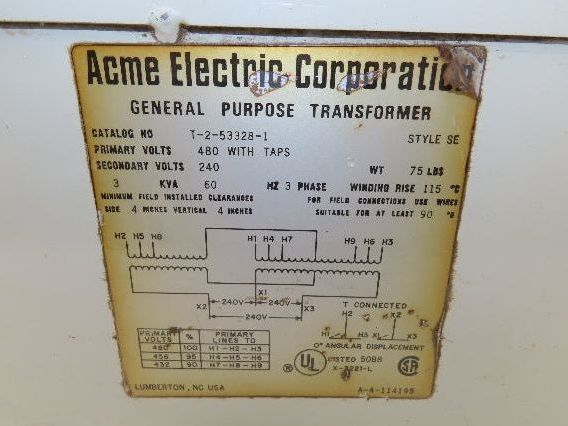 Acme Electric Corporation
GENERAL PURPOSE TRANSFORMER
CATALOG NO T-2-53328-1 STYLE SE
PRIMARY VOLTS 480 WITH TAPS
SECONDARY VOLTS 240 WT 75 LBS
3 KVA 60 HZ 3 PHASE WINDING RISE 115 °C
MINIMUM FIELD INSTALLED CLEARANCES FOR FIELD CONNECTIONS USE WIRES
SIDE 4 INCHES VERTICAL 4 INCHES SUITABLE FOR AT LEAST 90 °C
H2 H5 H8 H1 H4 H7 H9 H6 H3
X1
X2 240V 240V X3
240V
T CONNECTED
H2 X2
H1 H3 X1 X3
0° ANGULAR DISPLACEMENT
PRIMARY VOLTS % PRIMARY LINES TO
480 100 H1-H2-H3
456 95 H4-H5-H6
432 90 H7-H8-H9
UL ® LISTED 508B
X-3221-L
LUMBERTON, NC USA A-4-114195